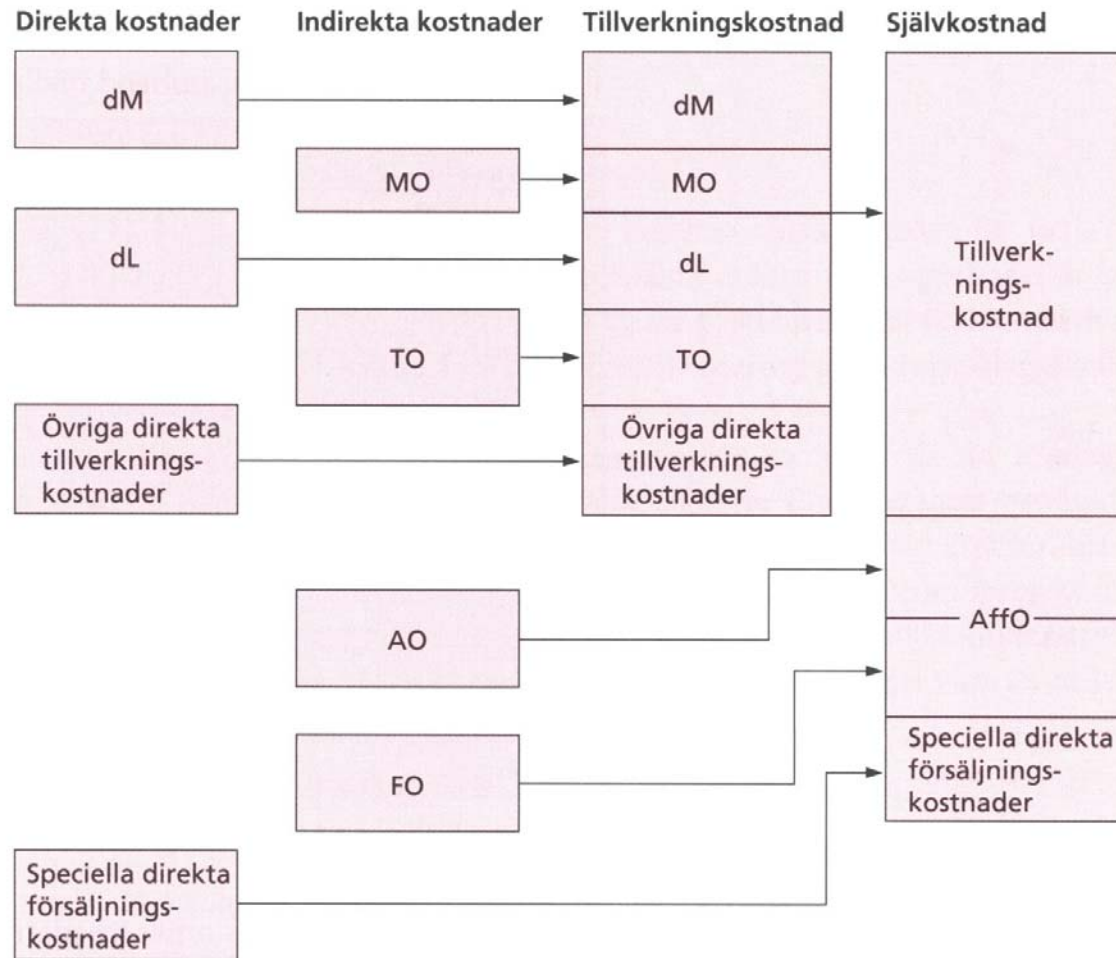 Direkta kostnader
Indirekta kostnader
Tillverkningskostnad
Självkostnad
dM
dM
MO
MO
dL
dL
Tillverk-
nings-
kostnad
TO
TO
Övriga direkta
tillverknings-
kostnader
Övriga direkta
tillverknings-
kostnader
AO
AffO
FO
Speciella direkta
försäljnings-
kostnader
Speciella direkta
försäljnings-
kostnader